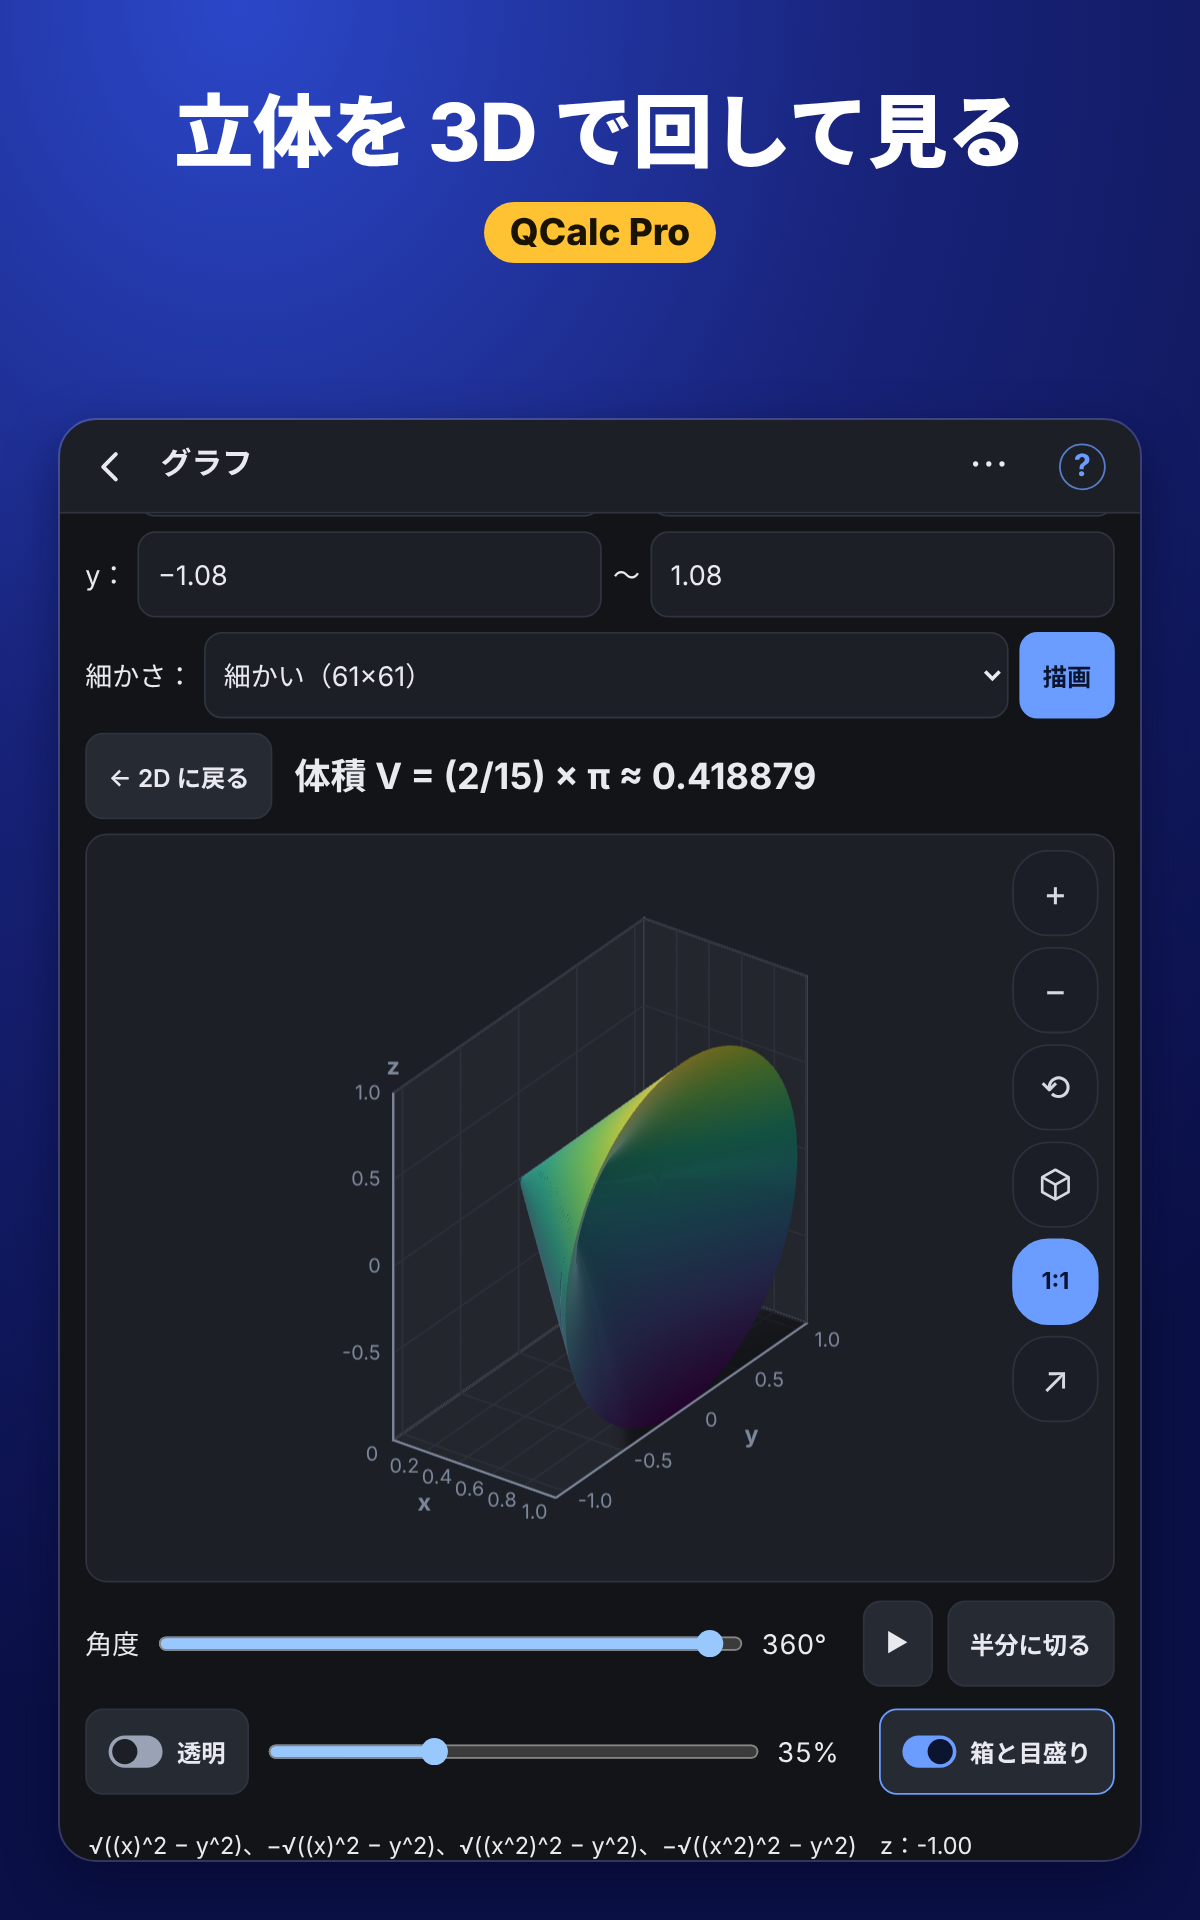 立体を 3D で回して見る
QCalc Pro
グラフ
… ?
y： −1.08 〜 1.08
細かさ： 細かい（61×61） 描画
← 2D に戻る 体積 V = (2/15) × π ≈ 0.418879
+
−
⟲
1:1
↗
z
1.0
0.5
0
-0.5
0
0.2
0.4
0.6
0.8
1.0
x
-1.0
-0.5
0
0.5
1.0
y
角度 360° ▶ 半分に切る
透明 35% 箱と目盛り
√((x)^2 − y^2)、−√((x)^2 − y^2)、√((x^2)^2 − y^2)、−√((x^2)^2 − y^2) z：-1.00